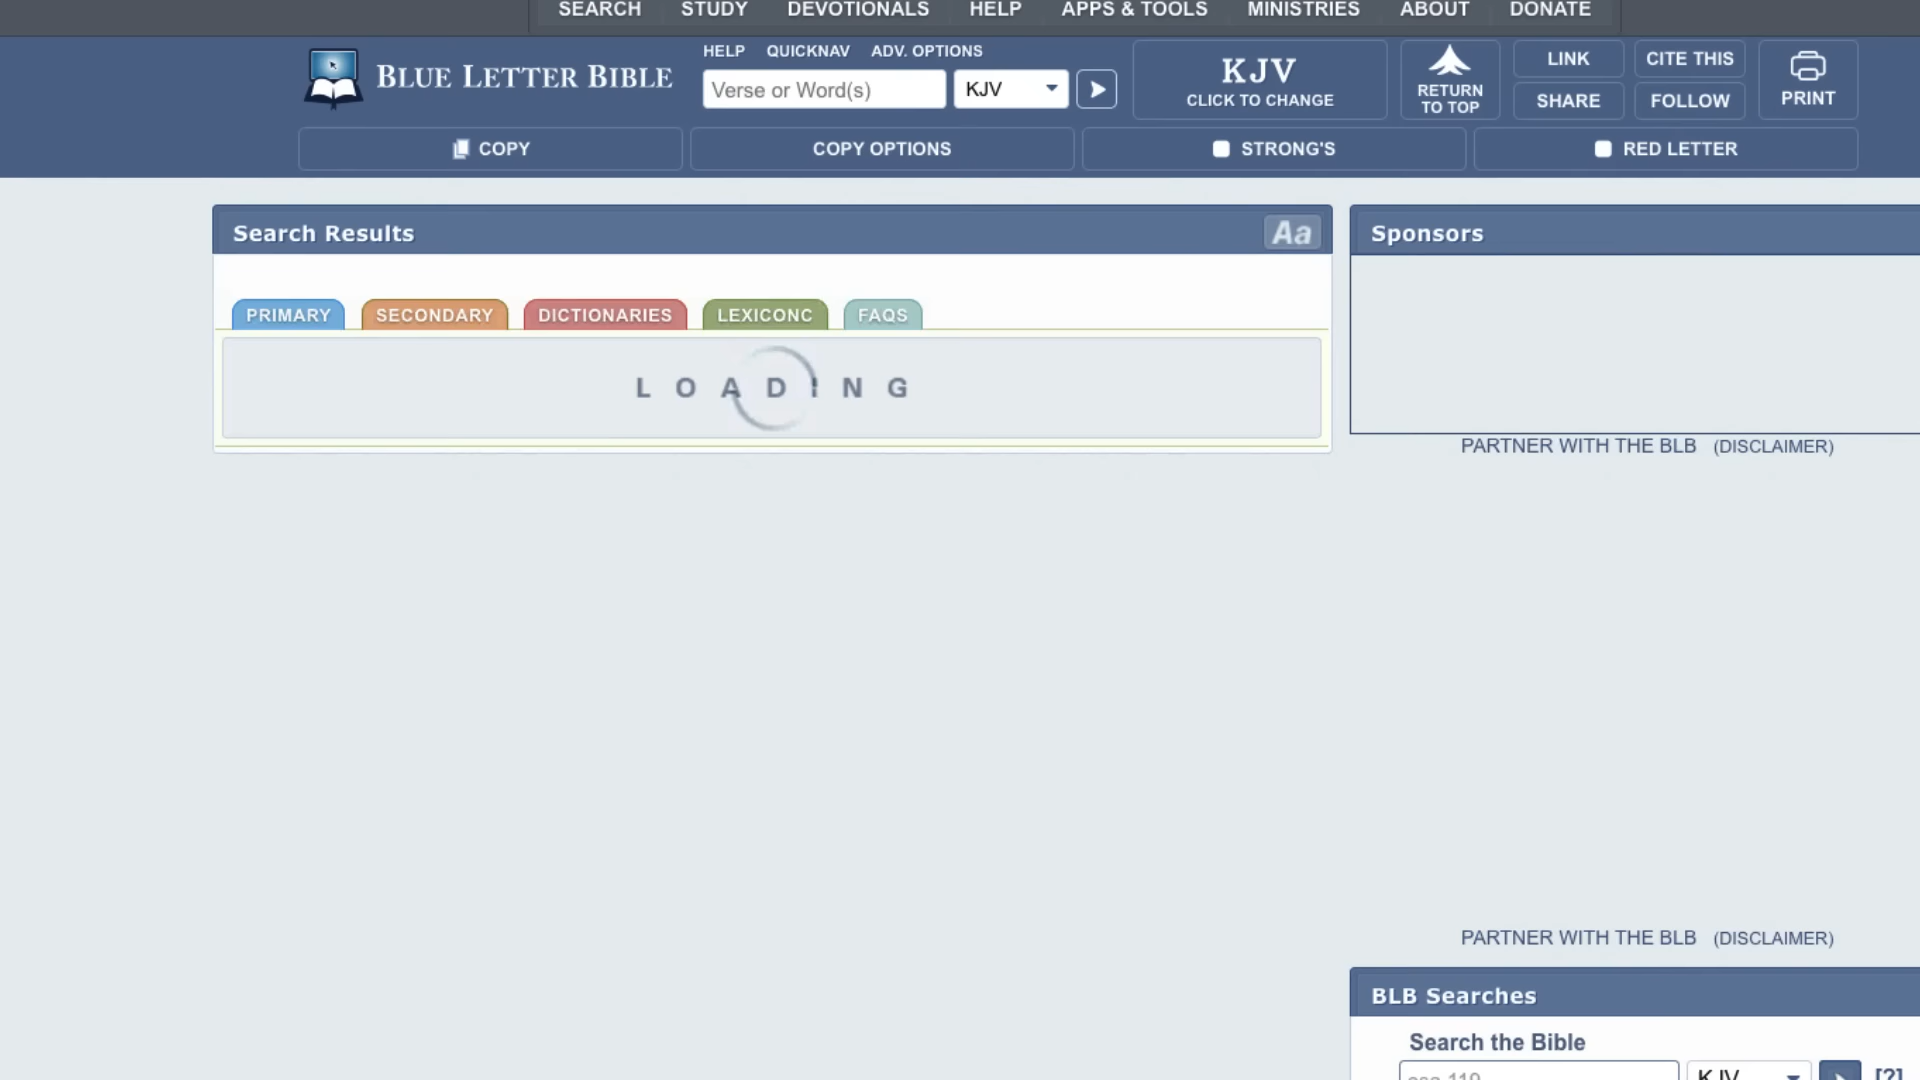 SEARCH STUDY DEVOTIONALS HELP APPS & TOOLS MINISTRIES ABOUT DONATE
BLUE LETTER BIBLE
HELP QUICKNAV ADV. OPTIONS
Verse or Word(s) KJV
KJV
CLICK TO CHANGE
RETURN
TO TOP
LINK CITE THIS
SHARE FOLLOW
PRINT
COPY COPY OPTIONS STRONG'S RED LETTER
Search Results Aa
PRIMARY SECONDARY DICTIONARIES LEXICONC FAQS
LOADING
Sponsors
PARTNER WITH THE BLB (DISCLAIMER)
PARTNER WITH THE BLB (DISCLAIMER)
BLB Searches
Search the Bible
KJV [?]